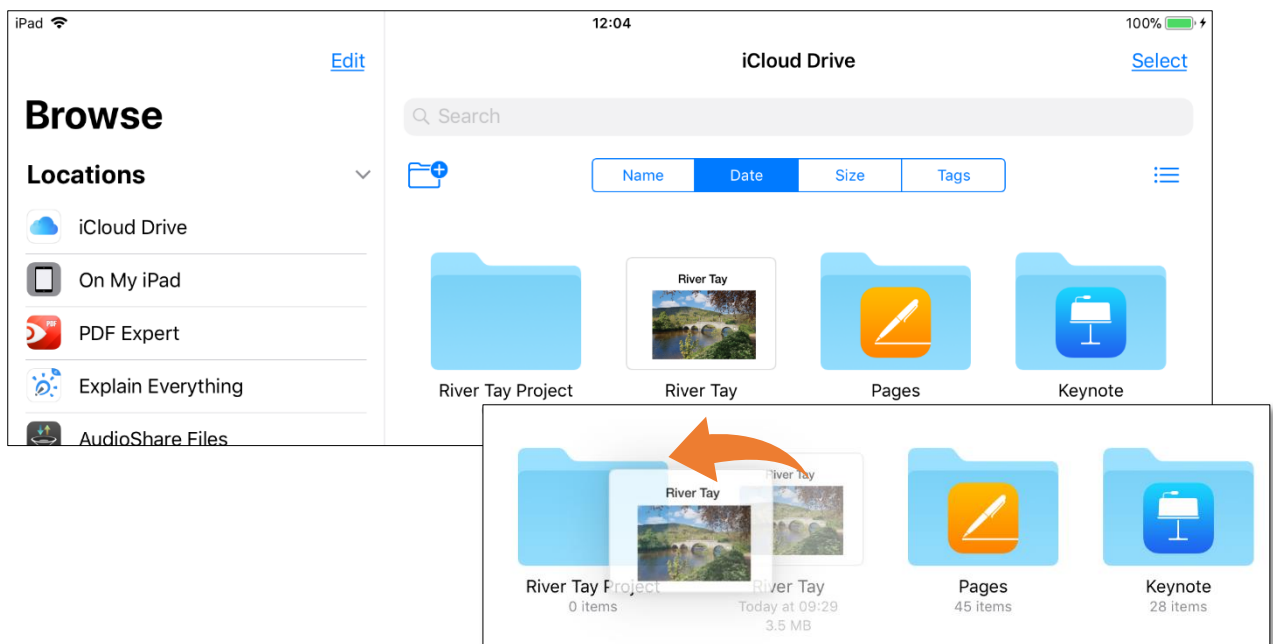 iPad 12:04 100%
Edit
iCloud Drive
Select
Browse
Search
Locations
Name Date Size Tags
iCloud Drive
On My iPad
PDF
PDF Expert
Explain Everything
AudioShare Files
River Tay
River Tay Project River Tay Pages Keynote
River Tay
River Tay
River Tay Project River Tay Pages Keynote
0 items Today at 09:29 45 items 28 items
3.5 MB